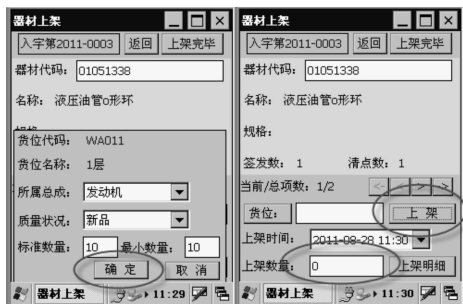 器材上架
入字第2011-0003 返回 上架完毕
器材代码: 01051338
名称: 液压油管o形环
货位代码: WA011
货位名称: 1层
所属总成: 发动机
质量状况: 新品
标准数量: 10 最小数量: 10
确 定 取 消
器材上架 11:29
器材上架
入字第2011-0003 返回 上架完毕
器材代码: 01051338
名称: 液压油管o形环
规格:
签发数: 1 清点数: 1
当前/总项数: 1/2 <- < > ->
货位: 上 架
上架时间: 2011-08-28 11:30
上架数量: 0 上架明细
器材上架 11:30